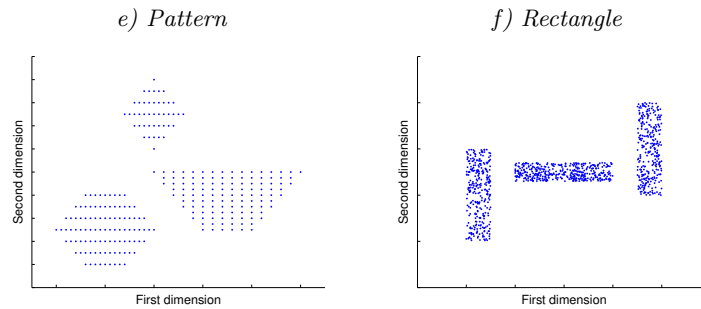 e) Pattern
f) Rectangle
Second dimension
First dimension
Second dimension
First dimension